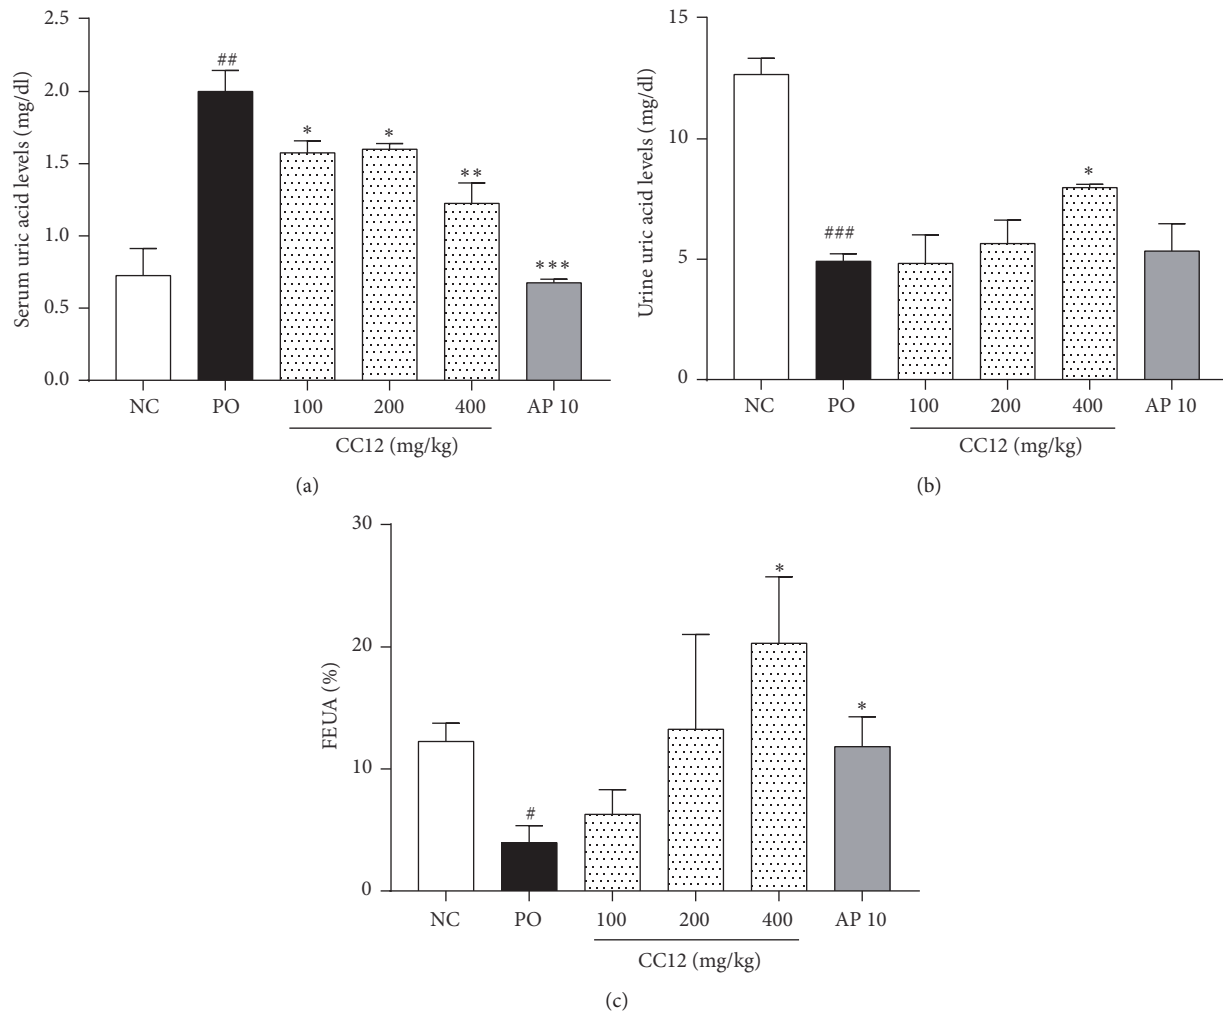 2.5
2.0
1.5
1.0
0.5
0.0
Serum uric acid levels (mg/dl)
##
*
*
**
***
NC PO 100 200 400 AP 10
CC12 (mg/kg)
(a)
15
10
5
0
Urine uric acid levels (mg/dl)
###
*
NC PO 100 200 400 AP 10
CC12 (mg/kg)
(b)
30
20
10
0
FEUA (%)
#
*
*
NC PO 100 200 400 AP 10
CC12 (mg/kg)
(c)